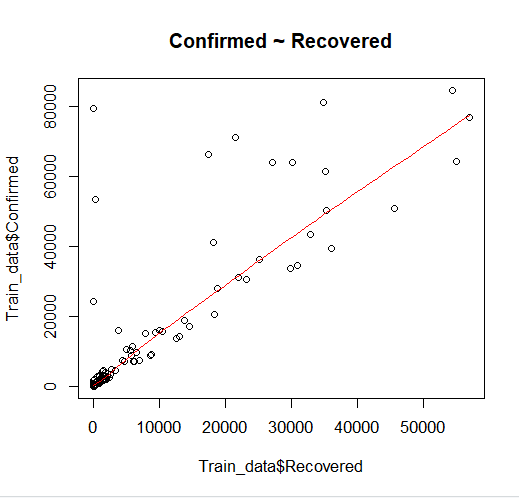 Confirmed ~ Recovered
Train_data$Confirmed
80000
60000
40000
20000
0
0 10000 20000 30000 40000 50000
Train_data$Recovered